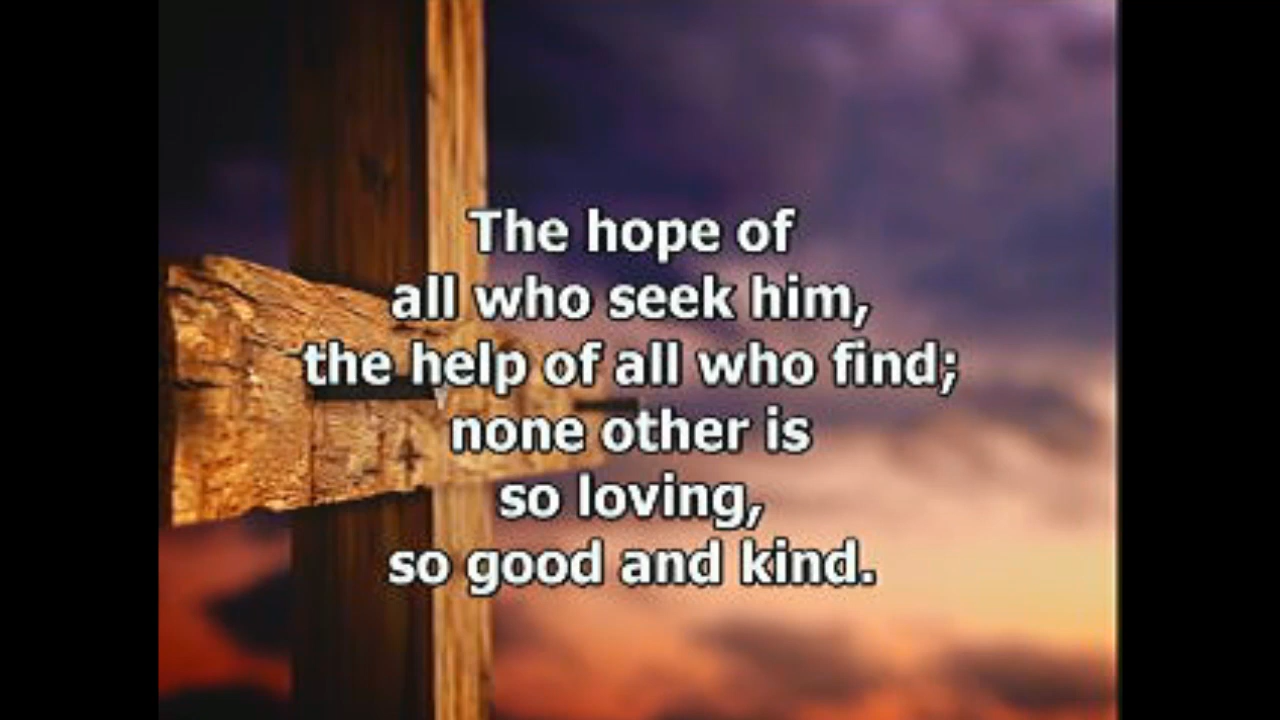 The hope of
all who seek him,
the help of all who find;
none other is
so loving,
so good and kind.